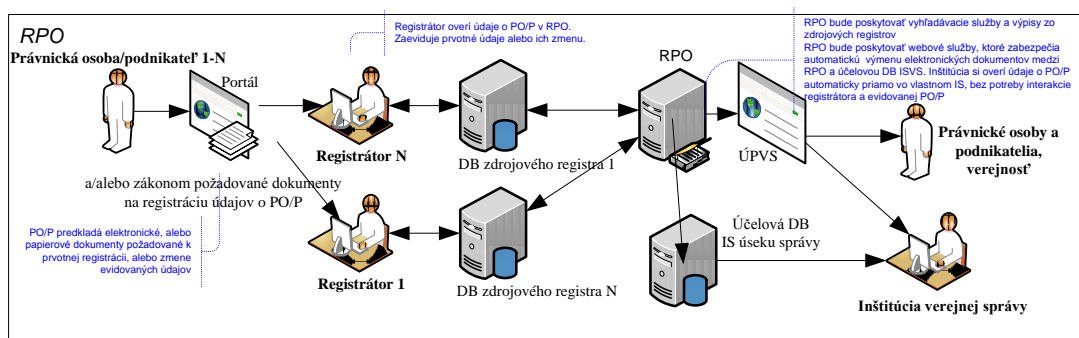 RPO
Právnická osoba/podnikateľ 1-N
Portál
a/alebo zákonom požadované dokumenty
na registráciu údajov o PO/P
PO/P predkladá elektronické, alebo
papierové dokumenty požadované k
prvotnej registrácii, alebo zmene
evidovaných údajov
Registrátor overí údaje o PO/P v RPO.
Zaeviduje prvotné údaje alebo ich zmenu.
Registrátor N
Registrátor 1
DB zdrojového registra 1
DB zdrojového registra N
RPO
ÚPVS
Účelová DB
IS úseku správy
RPO bude poskytovať vyhľadávacie služby a výpisy zo
zdrojových registrov
RPO bude poskytovať webové služby, ktoré zabezpečia
automatickú výmenu elektronických dokumentov medzi
RPO a účelovou DB ISVS. Inštitúcia si overí údaje o PO/P
automaticky priamo vo vlastnom IS, bez potreby interakcie
registrátora a evidovanej PO/P
Právnické osoby a
podnikatelia,
verejnosť
Inštitúcia verejnej správy